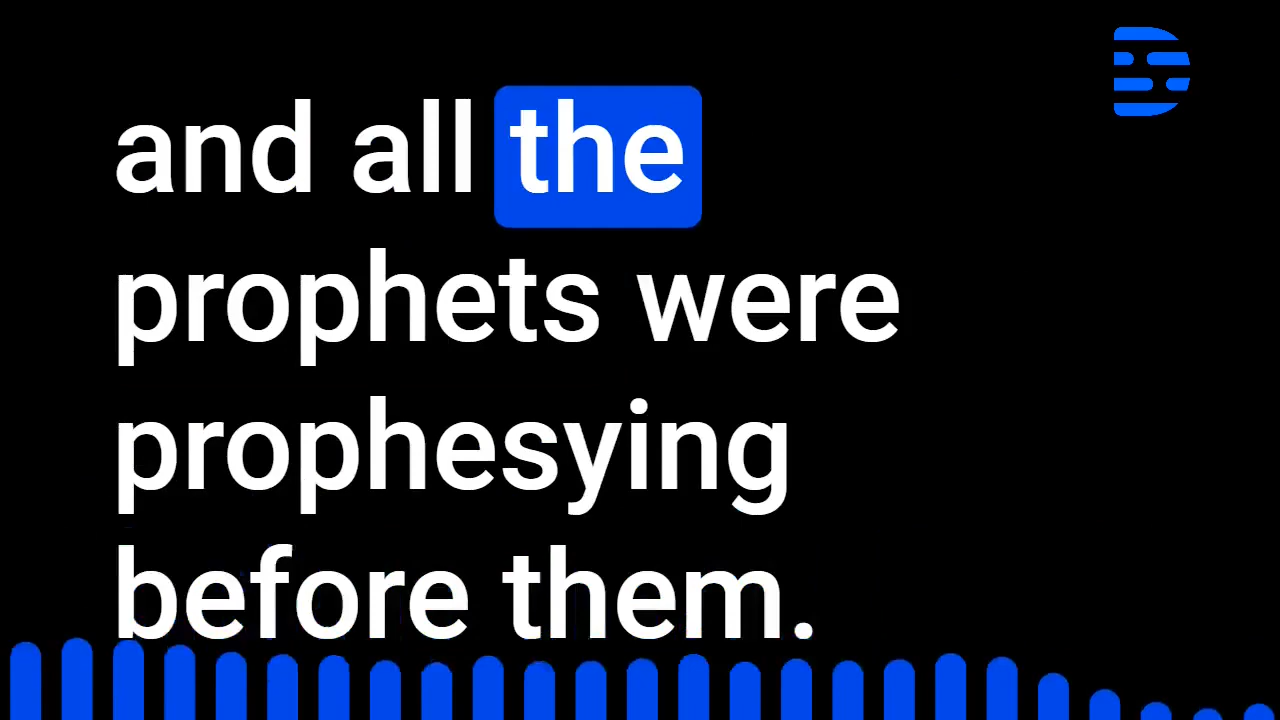 and all the
prophets were
prophesying
before them.